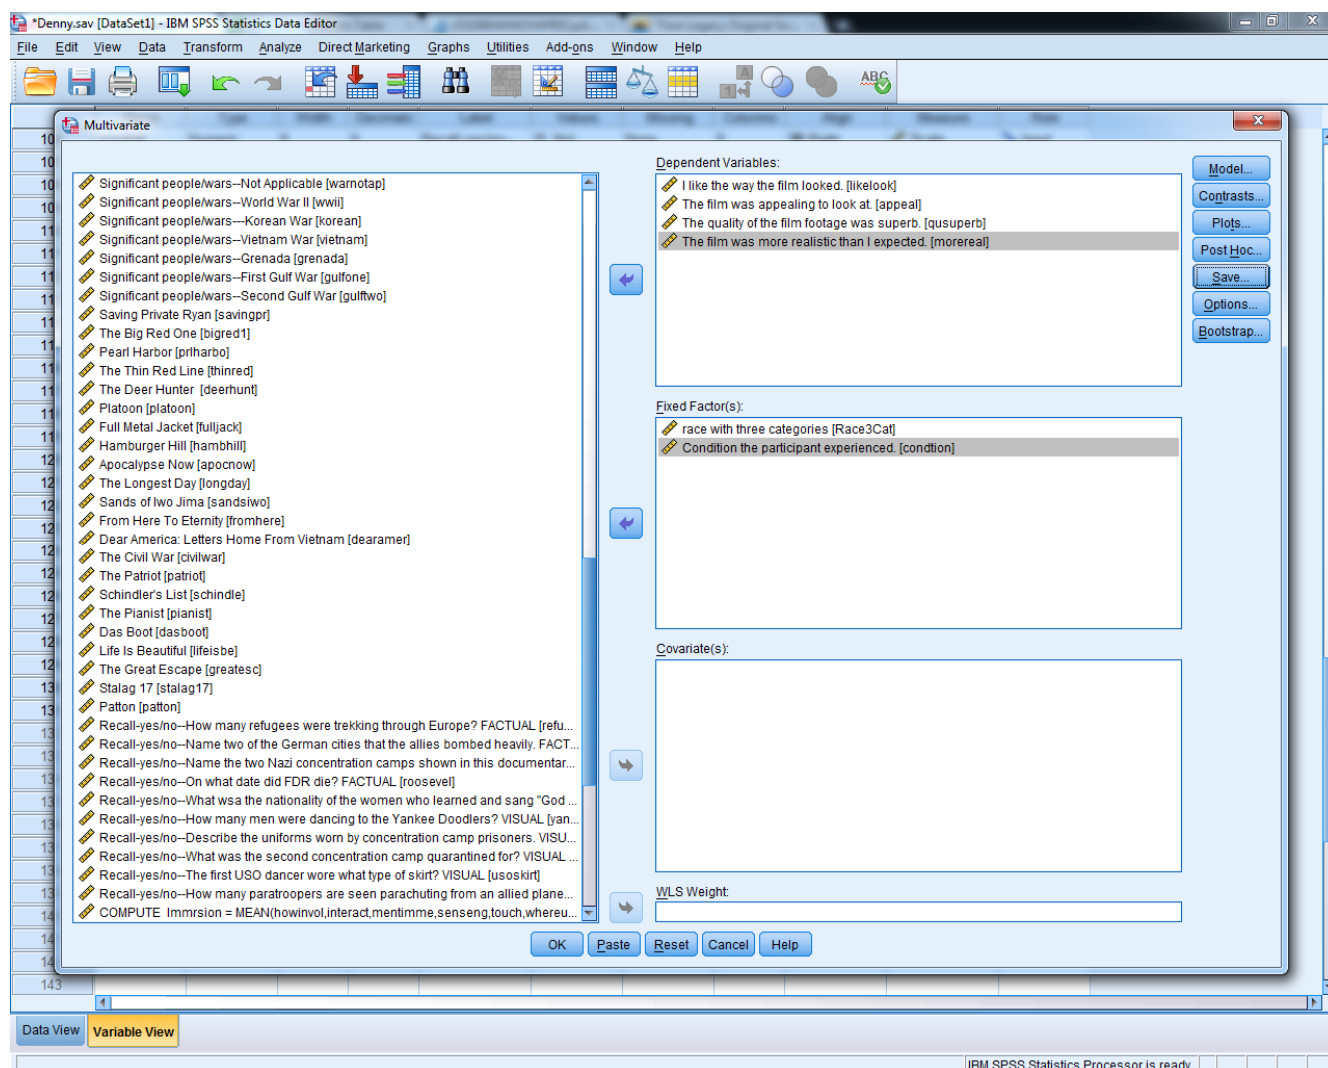 *Denny.sav [DataSet1] - IBM SPSS Statistics Data Editor
File Edit View Data Transform Analyze Direct Marketing Graphs Utilities Add-ons Window Help
Multivariate
Significant people/wars--Not Applicable [warnotap]
Significant people/wars--World War II [wwii]
Significant people/wars---Korean War [korean]
Significant people/wars--Vietnam War [vietnam]
Significant people/wars--Grenada [grenada]
Significant people/wars--First Gulf War [gulfone]
Significant people/wars--Second Gulf War [gulftwo]
Saving Private Ryan [savingpr]
The Big Red One [bigred1]
Pearl Harbor [prlharbo]
The Thin Red Line [thinred]
The Deer Hunter [deerhunt]
Platoon [platoon]
Full Metal Jacket [fulljack]
Hamburger Hill [hambhill]
Apocalypse Now [apocnow]
The Longest Day [longday]
Sands of Iwo Jima [sandsiwo]
From Here To Eternity [fromhere]
Dear America: Letters Home From Vietnam [dearamer]
The Civil War [civilwar]
The Patriot [patriot]
Schindler's List [schindle]
The Pianist [pianist]
Das Boot [dasboot]
Life Is Beautiful [lifeisbe]
The Great Escape [greatesc]
Stalag 17 [stalag17]
Patton [patton]
Recall-yes/no--How many refugees were trekking through Europe? FACTUAL [refu...
Recall-yes/no--Name two of the German cities that the allies bombed heavily. FACT...
Recall-yes/no--Name the two Nazi concentration camps shown in this documentar...
Recall-yes/no--On what date did FDR die? FACTUAL [roosevel]
Recall-yes/no--What wsa the nationality of the women who learned and sang "God ...
Recall-yes/no--How many men were dancing to the Yankee Doodlers? VISUAL [yan...
Recall-yes/no--Describe the uniforms worn by concentration camp prisoners. VISU...
Recall-yes/no--What was the second concentration camp quarantined for? VISUAL ...
Recall-yes/no--The first USO dancer wore what type of skirt? VISUAL [usoskirt]
Recall-yes/no--How many paratroopers are seen parachuting from an allied plane...
COMPUTE Immrsion = MEAN(howinvol,interact,mentimme,senseng,touch,whereu...
Dependent Variables:
I like the way the film looked. [likelook]
The film was appealing to look at. [appeal]
The quality of the film footage was superb. [qusuperb]
The film was more realistic than I expected. [morereal]
Fixed Factor(s):
race with three categories [Race3Cat]
Condition the participant experienced. [condtion]
Covariate(s):
WLS Weight:
Model...
Contrasts...
Plots...
Post Hoc...
Save...
Options...
Bootstrap...
OK Paste Reset Cancel Help
143
Data View Variable View
IBM SPSS Statistics Processor is ready